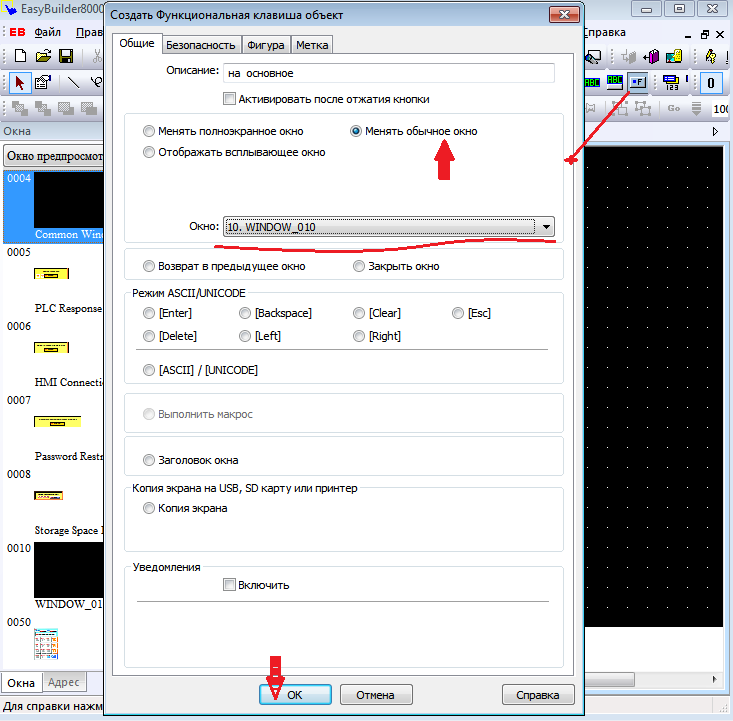 EasyBuilder8000
Создать Функциональная клавиша объект
EB Файл
Справка
Общие Безопасность Фигура Метка
Описание: на основное
Активировать после отжатия кнопки
ABC ABC F 123 0
Go 100
Окна
Окно предпросмот
Менять полноэкранное окно Менять обычное окно
Отображать всплывающее окно
0004
Окно: 10. WINDOW_010
Common Win
0005
Возврат в предыдущее окно Закрыть окно
Режим ASCII/UNICODE
PLC Response
[Enter] [Backspace] [Clear] [Esc]
0006
[Delete] [Left] [Right]
[ASCII] / [UNICODE]
HMI Connecti
0007
Выполнить макрос
Password Restr
Заголовок окна
0008
Копия экрана на USB, SD карту или принтер
Копия экрана
Storage Space
0010
Уведомления
Включить
WINDOW_01
0050
Окна Адрес
OK Отмена Справка
Для справки нажм